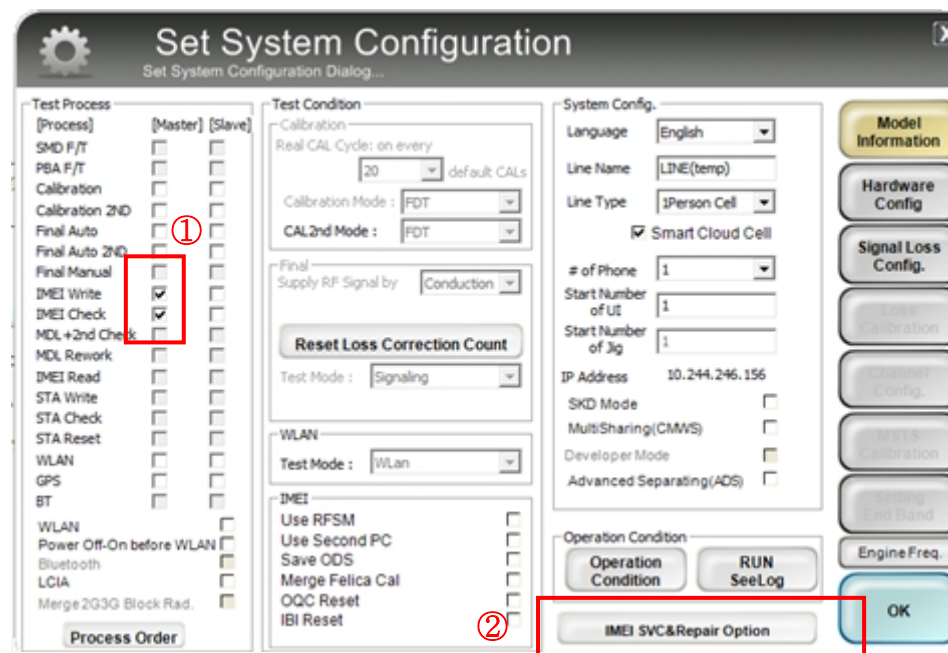 Set System Configuration
Set System Configuration Dialog...
Test Process
[Process] [Master] [Slave]
SMD F/T
PBA F/T
Calibration
Calibration 2ND
Final Auto
①
Final Auto 2ND
Final Manual
IMEI Write
IMEI Check
MDL+2nd Check
MDL Rework
IMEI Read
STA Write
STA Check
STA Reset
WLAN
GPS
BT
WLAN
Power Off-On before WLAN
Bluetooth
LCIA
Merge2G3G Block Rad.
Process Order
Test Condition
Calibration
Real CAL Cycle: on every
20 default CALs
Calibration Mode : FDT
CAL2nd Mode : FDT
Final
Supply RF Signal by Conduction
Reset Loss Correction Count
Test Mode : Signaling
WLAN
Test Mode : WLan
IMEI
Use RFSM
Use Second PC
Save ODS
Merge Felica Cal
OQC Reset
IBI Reset
②
System Config.
Language English
Line Name LINE(temp)
Line Type 1Person Cell
Smart Cloud Cell
# of Phone 1
Start Number
of UI 1
Start Number
of Jig 1
IP Address 10.244.246.156
SKD Mode
MultiSharing(CMWS)
Developer Mode
Advanced Separating(ADS)
Operation Condition
Operation
Condition
RUN
SeeLog
IMEI SVC&Repair Option
Model
Information
Hardware
Config
Signal Loss
Config.
Loss
Calibration
Channel
Config.
MSTS
Calibration
Setting
End Band
Engine Freq.
OK